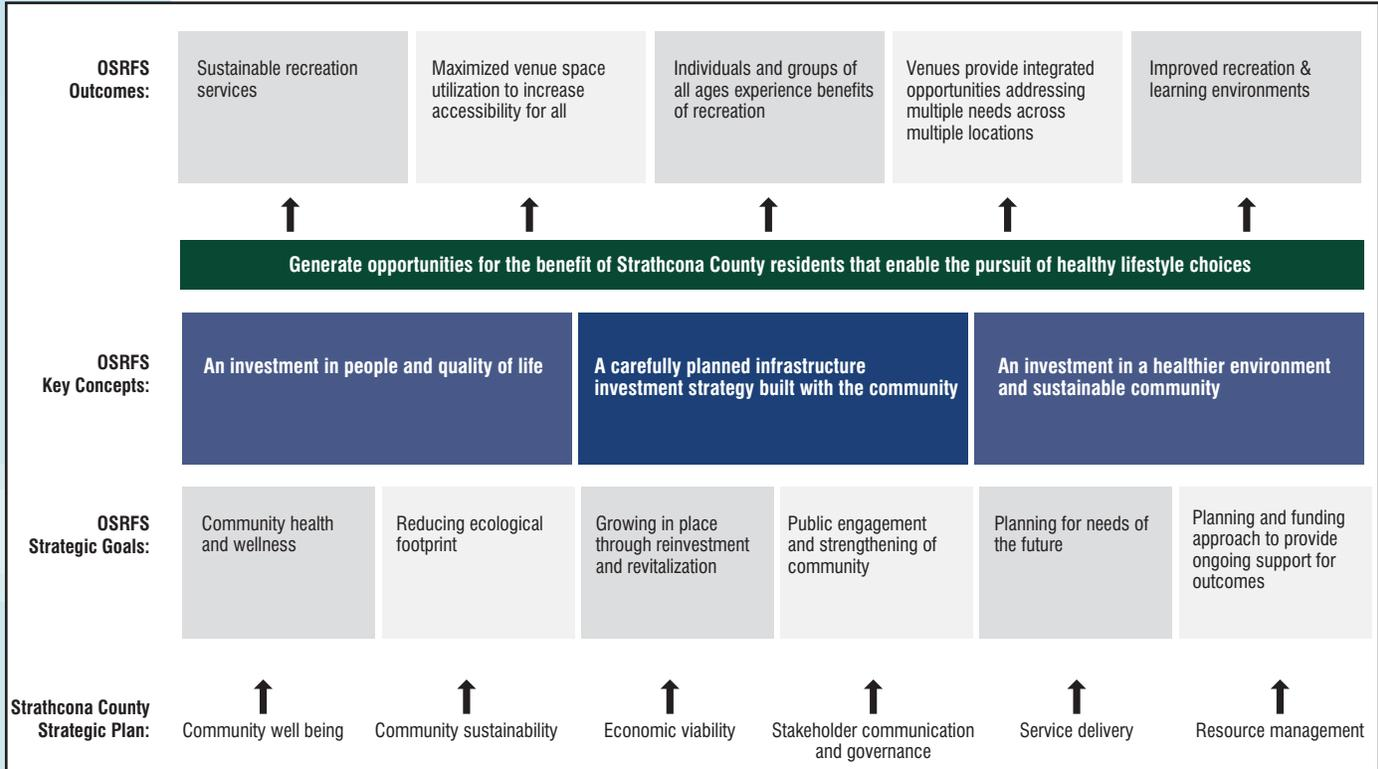 OSRFS
Outcomes:
Sustainable recreation
services
Maximized venue space
utilization to increase
accessibility for all
Individuals and groups of
all ages experience benefits
of recreation
Venues provide integrated
opportunities addressing
multiple needs across
multiple locations
Improved recreation &
learning environments
Generate opportunities for the benefit of Strathcona County residents that enable the pursuit of healthy lifestyle choices
OSRFS
Key Concepts:
An investment in people and quality of life
A carefully planned infrastructure
investment strategy built with the community
An investment in a healthier environment
and sustainable community
OSRFS
Strategic Goals:
Community health
and wellness
Reducing ecological
footprint
Growing in place
through reinvestment
and revitalization
Public engagement
and strengthening of
community
Planning for needs of
the future
Planning and funding
approach to provide
ongoing support for
outcomes
Strathcona County
Strategic Plan:
Community well being
Community sustainability
Economic viability
Stakeholder communication
and governance
Service delivery
Resource management